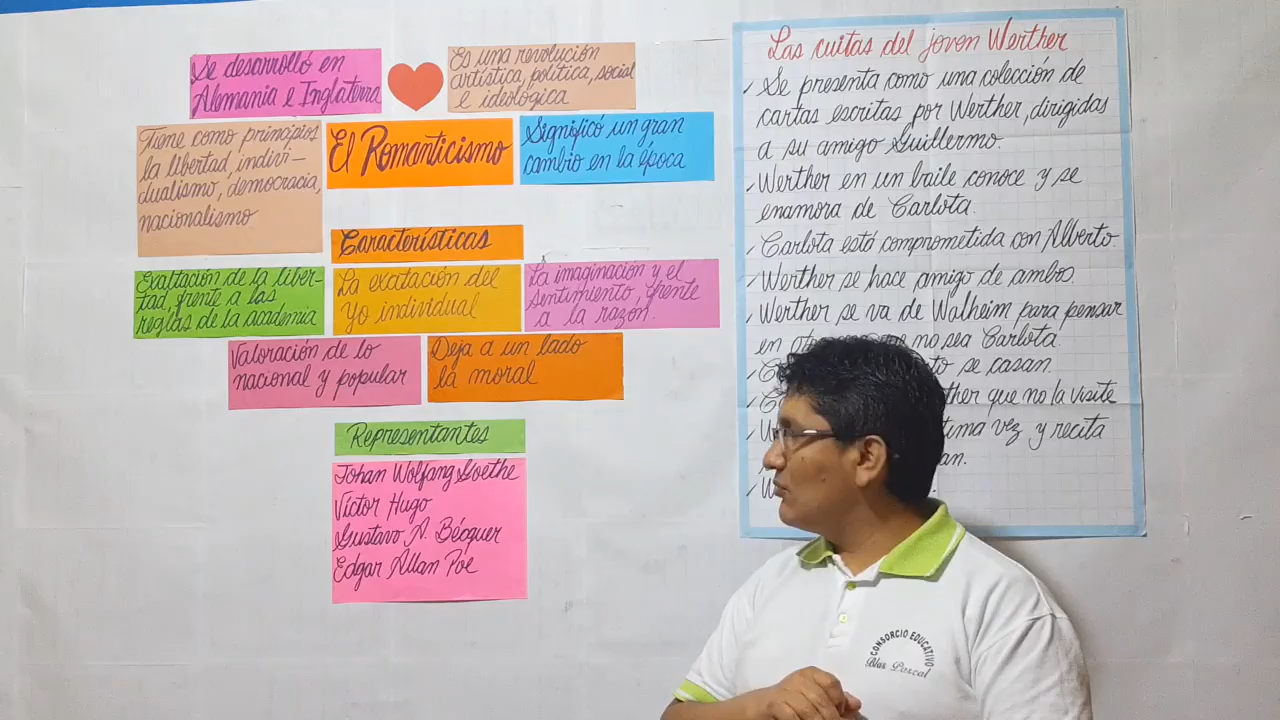 Se desarrolló en
Alemania e Inglaterra
Es una revolución
artística, política, social
e ideológica
Tiene como principios
la libertad, indivi-
dualismo, democracia,
nacionalismo
El Romanticismo
Significó un gran
cambio en la época
Características
Exaltación de la liber-
tad, frente a las
reglas de la academia
La exaltación del
Yo individual
La imaginación y el
sentimiento, frente
a la razón.
Valoración de lo
nacional y popular
Deja a un lado
la moral
Representantes
Johan Wolfang Goethe
Víctor Hugo
Gustavo A. Bécquer
Edgar Allan Poe
Las cuitas del joven Werther
✓ Se presenta como una colección de
cartas escritas por Werther, dirigidas
a su amigo Guillermo.
✓ Werther en un baile conoce y se
enamora de Carlota.
✓ Carlota está comprometida con Alberto
✓ Werther se hace amigo de ambos.
✓ Werther se va de Walheim para pensar
en no sea Carlota.
se casan.
que no la visite
vez y recita
CONSORCIO EDUCATIVO
Blas Pascal